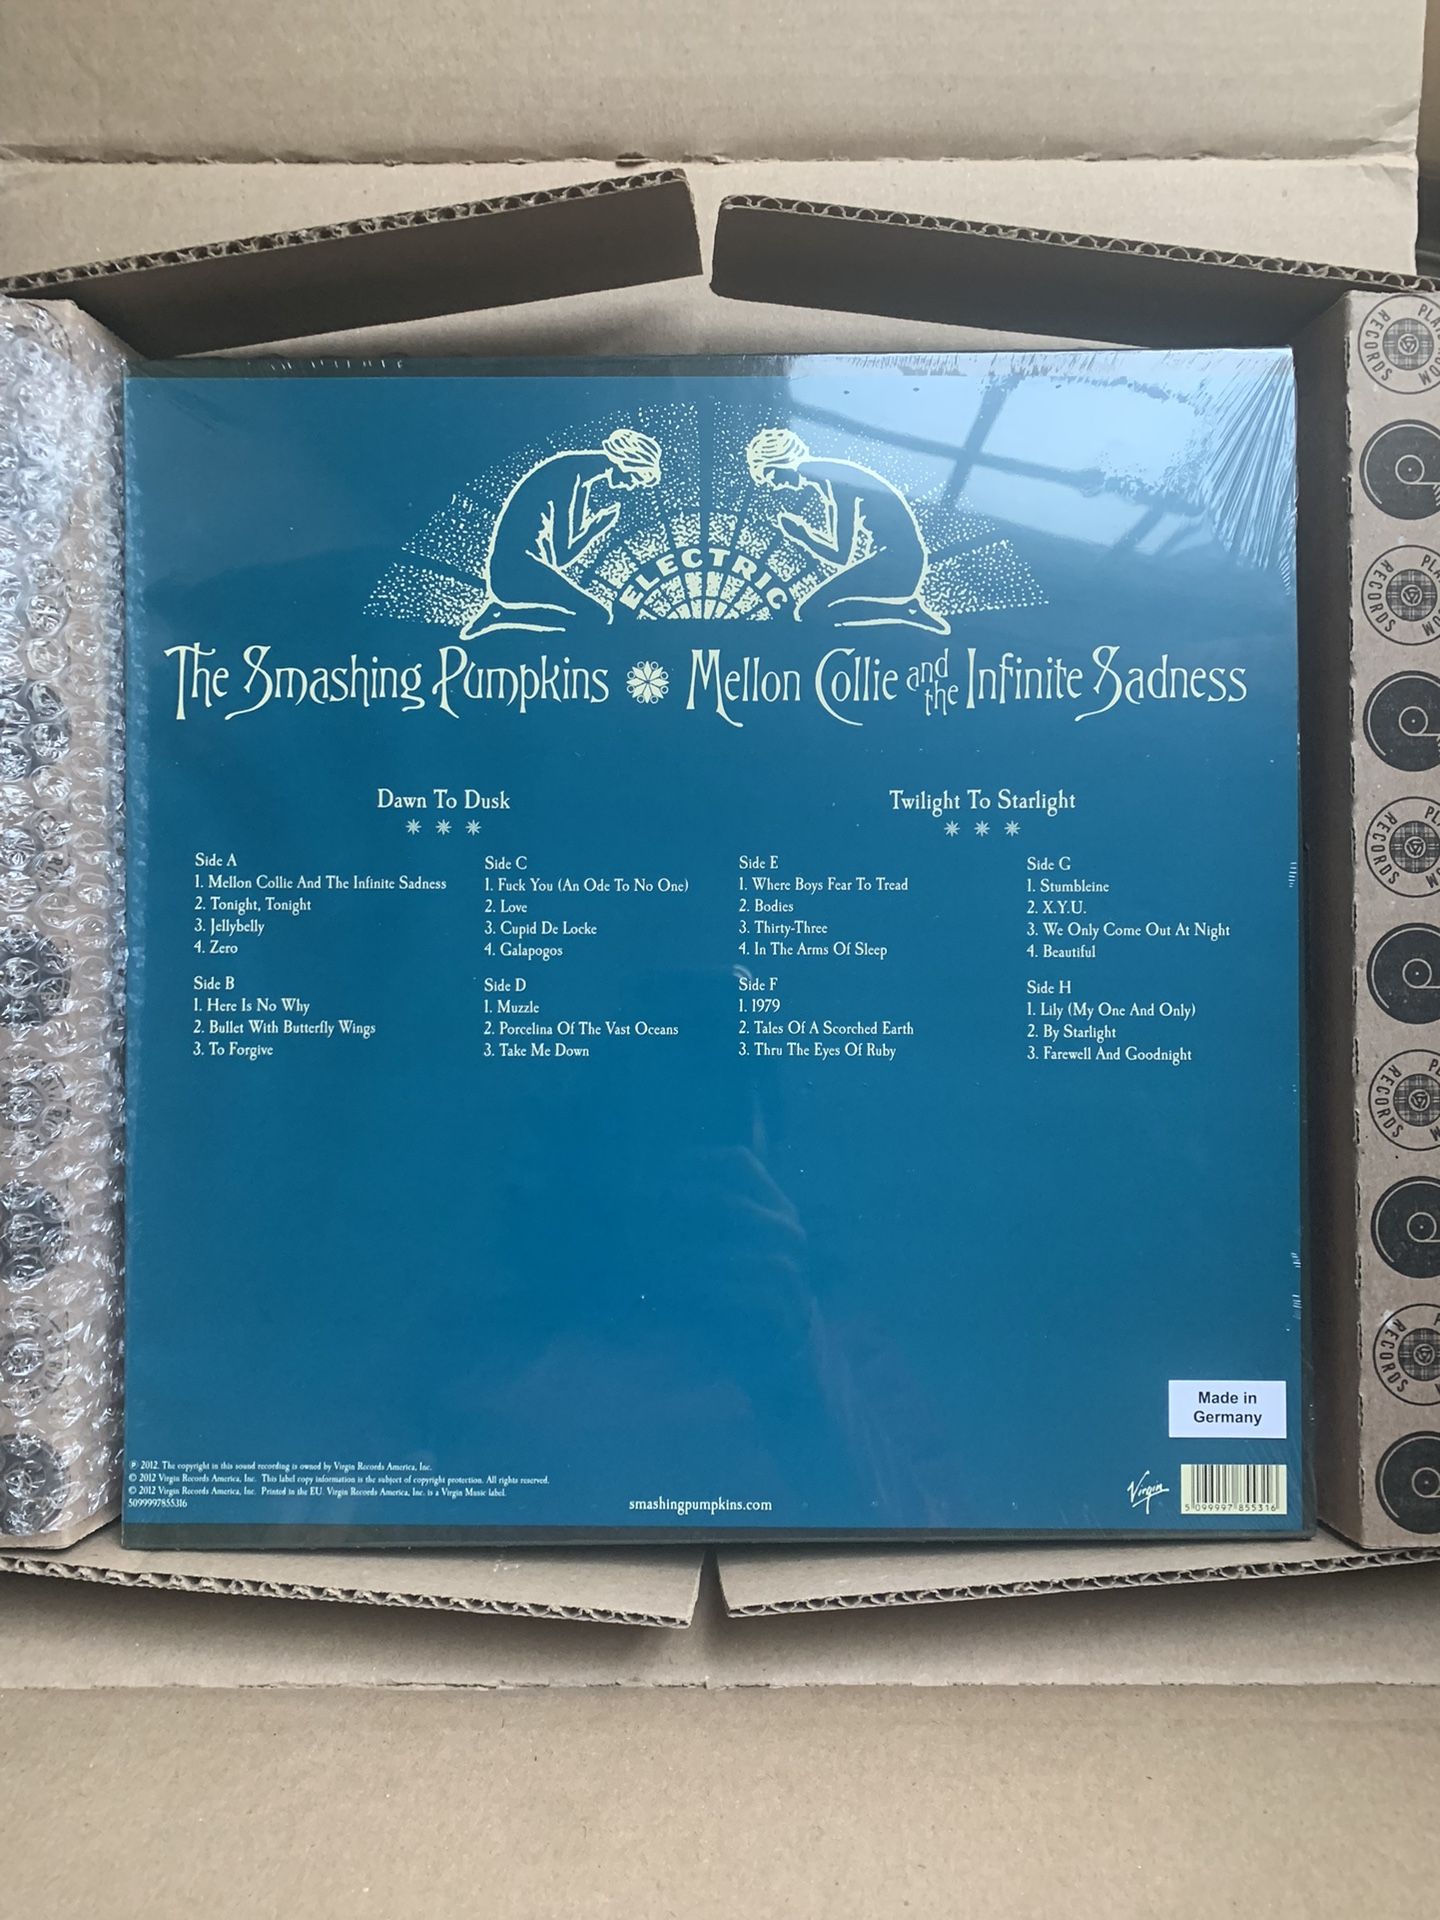 ELECTRIC
The Smashing Pumpkins Mellon Collie and the Infinite Sadness
Dawn To Dusk
Side A
1. Mellon Collie And The Infinite Sadness
2. Tonight, Tonight
3. Jellybelly
4. Zero
Side B
1. Here Is No Why
2. Bullet With Butterfly Wings
3. To Forgive
Side C
1. Fuck You (An Ode To No One)
2. Love
3. Cupid De Locke
4. Galapogos
Side D
1. Muzzle
2. Porcelina Of The Vast Oceans
3. Take Me Down
Twilight To Starlight
Side E
1. Where Boys Fear To Tread
2. Bodies
3. Thirty-Three
4. In The Arms Of Sleep
Side F
1. 1979
2. Tales Of A Scorched Earth
3. Thru The Eyes Of Ruby
Side G
1. Stumbleine
2. X.Y.U.
3. We Only Come Out At Night
4. Beautiful
Side H
1. Lily (My One And Only)
2. By Starlight
3. Farewell And Goodnight
Made in
Germany
℗ 2012. The copyright in this sound recording is owned by Virgin Records America, Inc.
© 2012 Virgin Records America, Inc. This label copy information is the subject of copyright protection. All rights reserved.
© 2012 Virgin Records America, Inc. Printed in the EU. Virgin Records America, Inc. is a Virgin Music label.
5099997855316
smashingpumpkins.com
Virgin
5 099997 855316
RECORDS
RECORDS
RECORDS
RECORDS
RECORDS